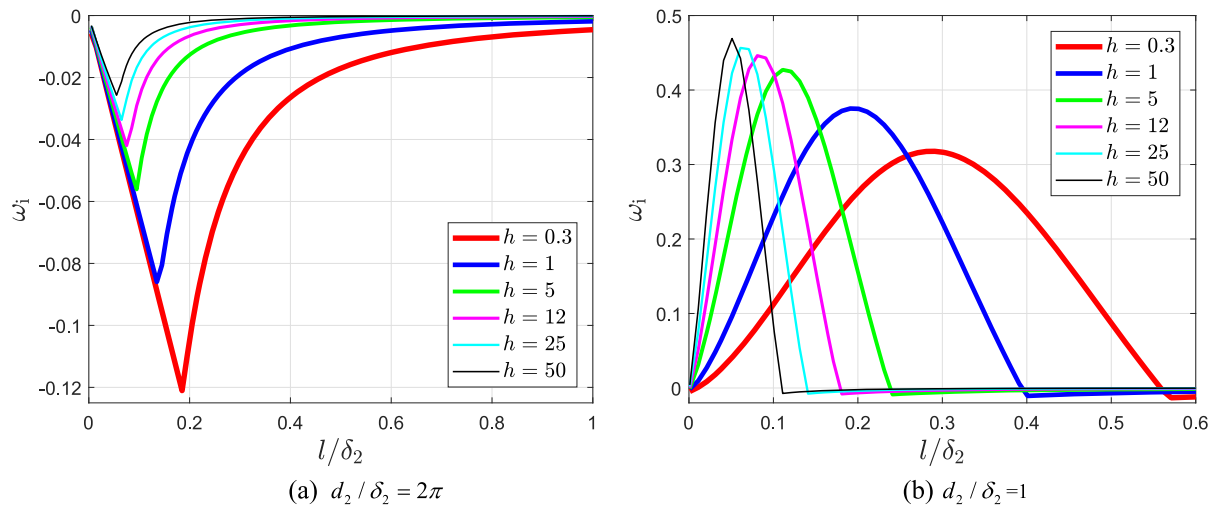 0
-0.02
-0.04
-0.06
-0.08
-0.1
-0.12
ωᵢ
h = 0.3
h = 1
h = 5
h = 12
h = 25
h = 50
0 0.2 0.4 0.6 0.8 1
l/δ₂
(a) d₂ / δ₂ = 2π
0.5
0.4
0.3
0.2
0.1
0
ωᵢ
h = 0.3
h = 1
h = 5
h = 12
h = 25
h = 50
0 0.1 0.2 0.3 0.4 0.5 0.6
l/δ₂
(b) d₂ / δ₂ =1